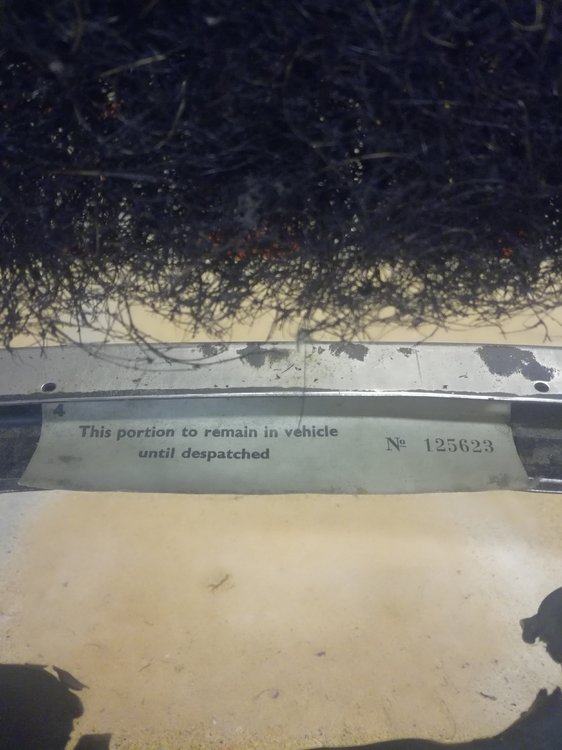 4
This portion to remain in vehicle
until despatched
Nº 125623